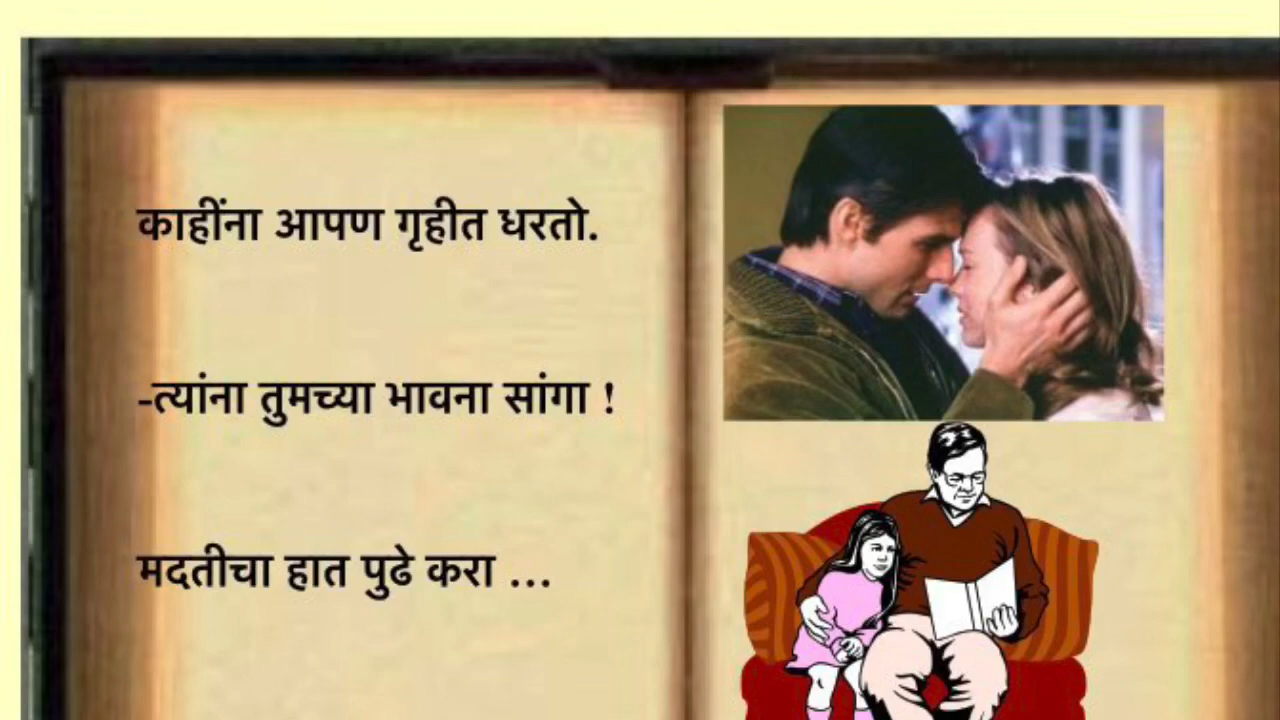 काहींना आपण गृहीत धरतो.
-त्यांना तुमच्या भावना सांगा !
मदतीचा हात पुढे करा ...